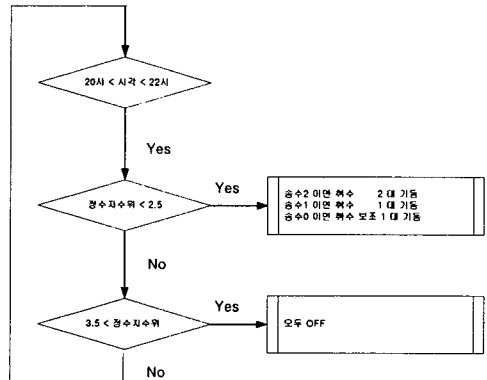 20시 < 시각 < 22시
Yes
정수지수위 < 2.5
Yes
송수2 이면 취수 2 대 기동
송수1 이면 취수 1 대 기동
송수0 이면 취수 보조 1 대 기동
No
3.5 < 정수지수위
Yes
모두 OFF
No